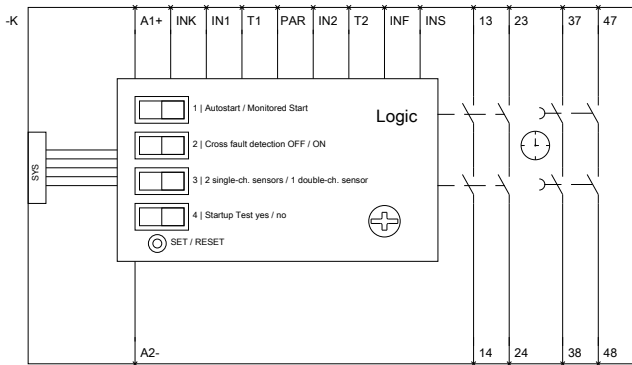 -K
A1+ INK IN1 T1 PAR IN2 T2 INF INS 13 23 37 47
1 | Autostart / Monitored Start
Logic
2 | Cross fault detection OFF / ON
SYS
3 | 2 single-ch. sensors / 1 double-ch. sensor
4 | Startup Test yes / no
SET / RESET
A2- 14 24 38 48